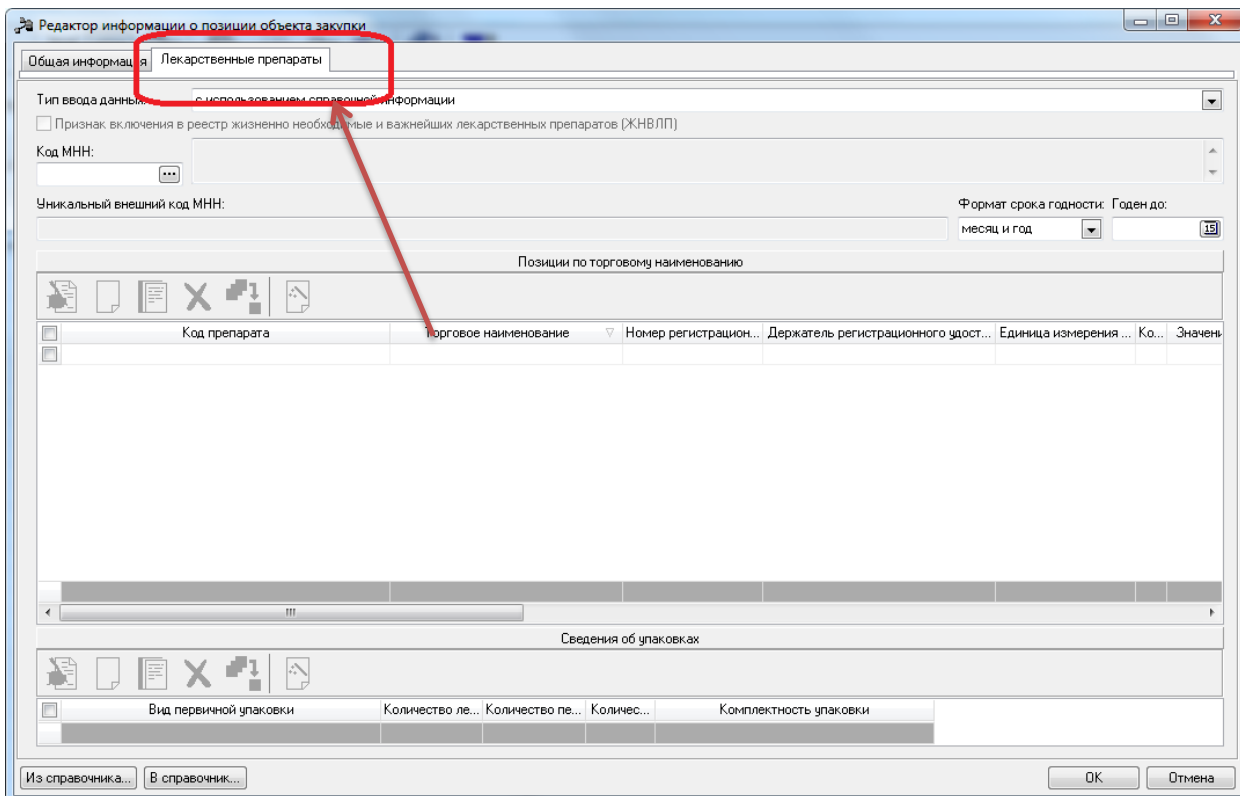 Редактор информации о позиции объекта закупки
Общая информация Лекарственные препараты
Тип ввода данных: с использованием справочной информации
Признак включения в реестр жизненно необходимые и важнейших лекарственных препаратов (ЖНВЛП)
Код МНН:
Уникальный внешний код МНН:
Формат срока годности: Годен до:
месяц и год 15
Позиции по торговому наименованию
Код препарата Торговое наименование Номер регистрацион... Держатель регистрационного удост... Единица измерения ... Ко... Значени
Сведения об упаковках
Вид первичной упаковки Количество ле... Количество пе... Количес... Комплектность упаковки
Из справочника... В справочник... OK Отмена